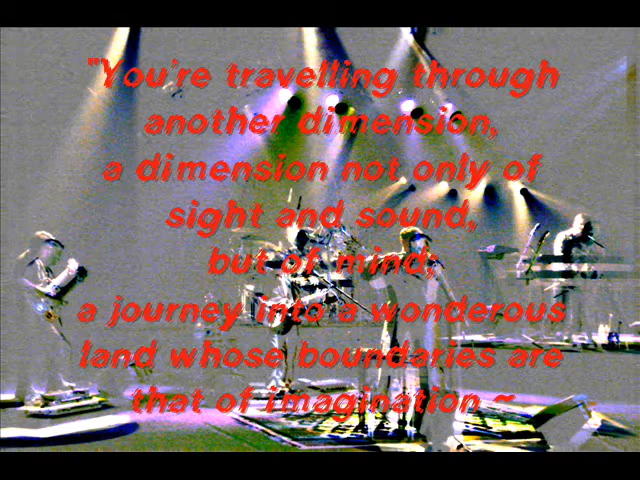 "You're travelling through
another dimension,
a dimension not only of
sight and sound,
but of mind;
a journey into a wonderous
land whose boundaries are
that of imagination ~